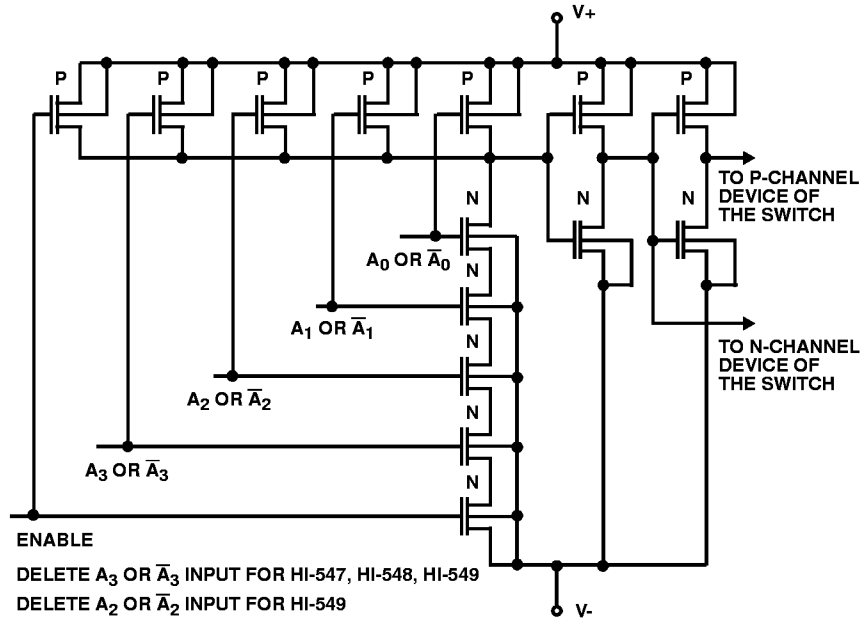 V+
P P P P P P P
TO P-CHANNEL
DEVICE OF
THE SWITCH
N N N
A0 OR A̅0
N
A1 OR A̅1
N
TO N-CHANNEL
DEVICE OF
THE SWITCH
A2 OR A̅2
N
A3 OR A̅3
N
ENABLE
DELETE A3 OR A̅3 INPUT FOR HI-547, HI-548, HI-549
DELETE A2 OR A̅2 INPUT FOR HI-549
V-